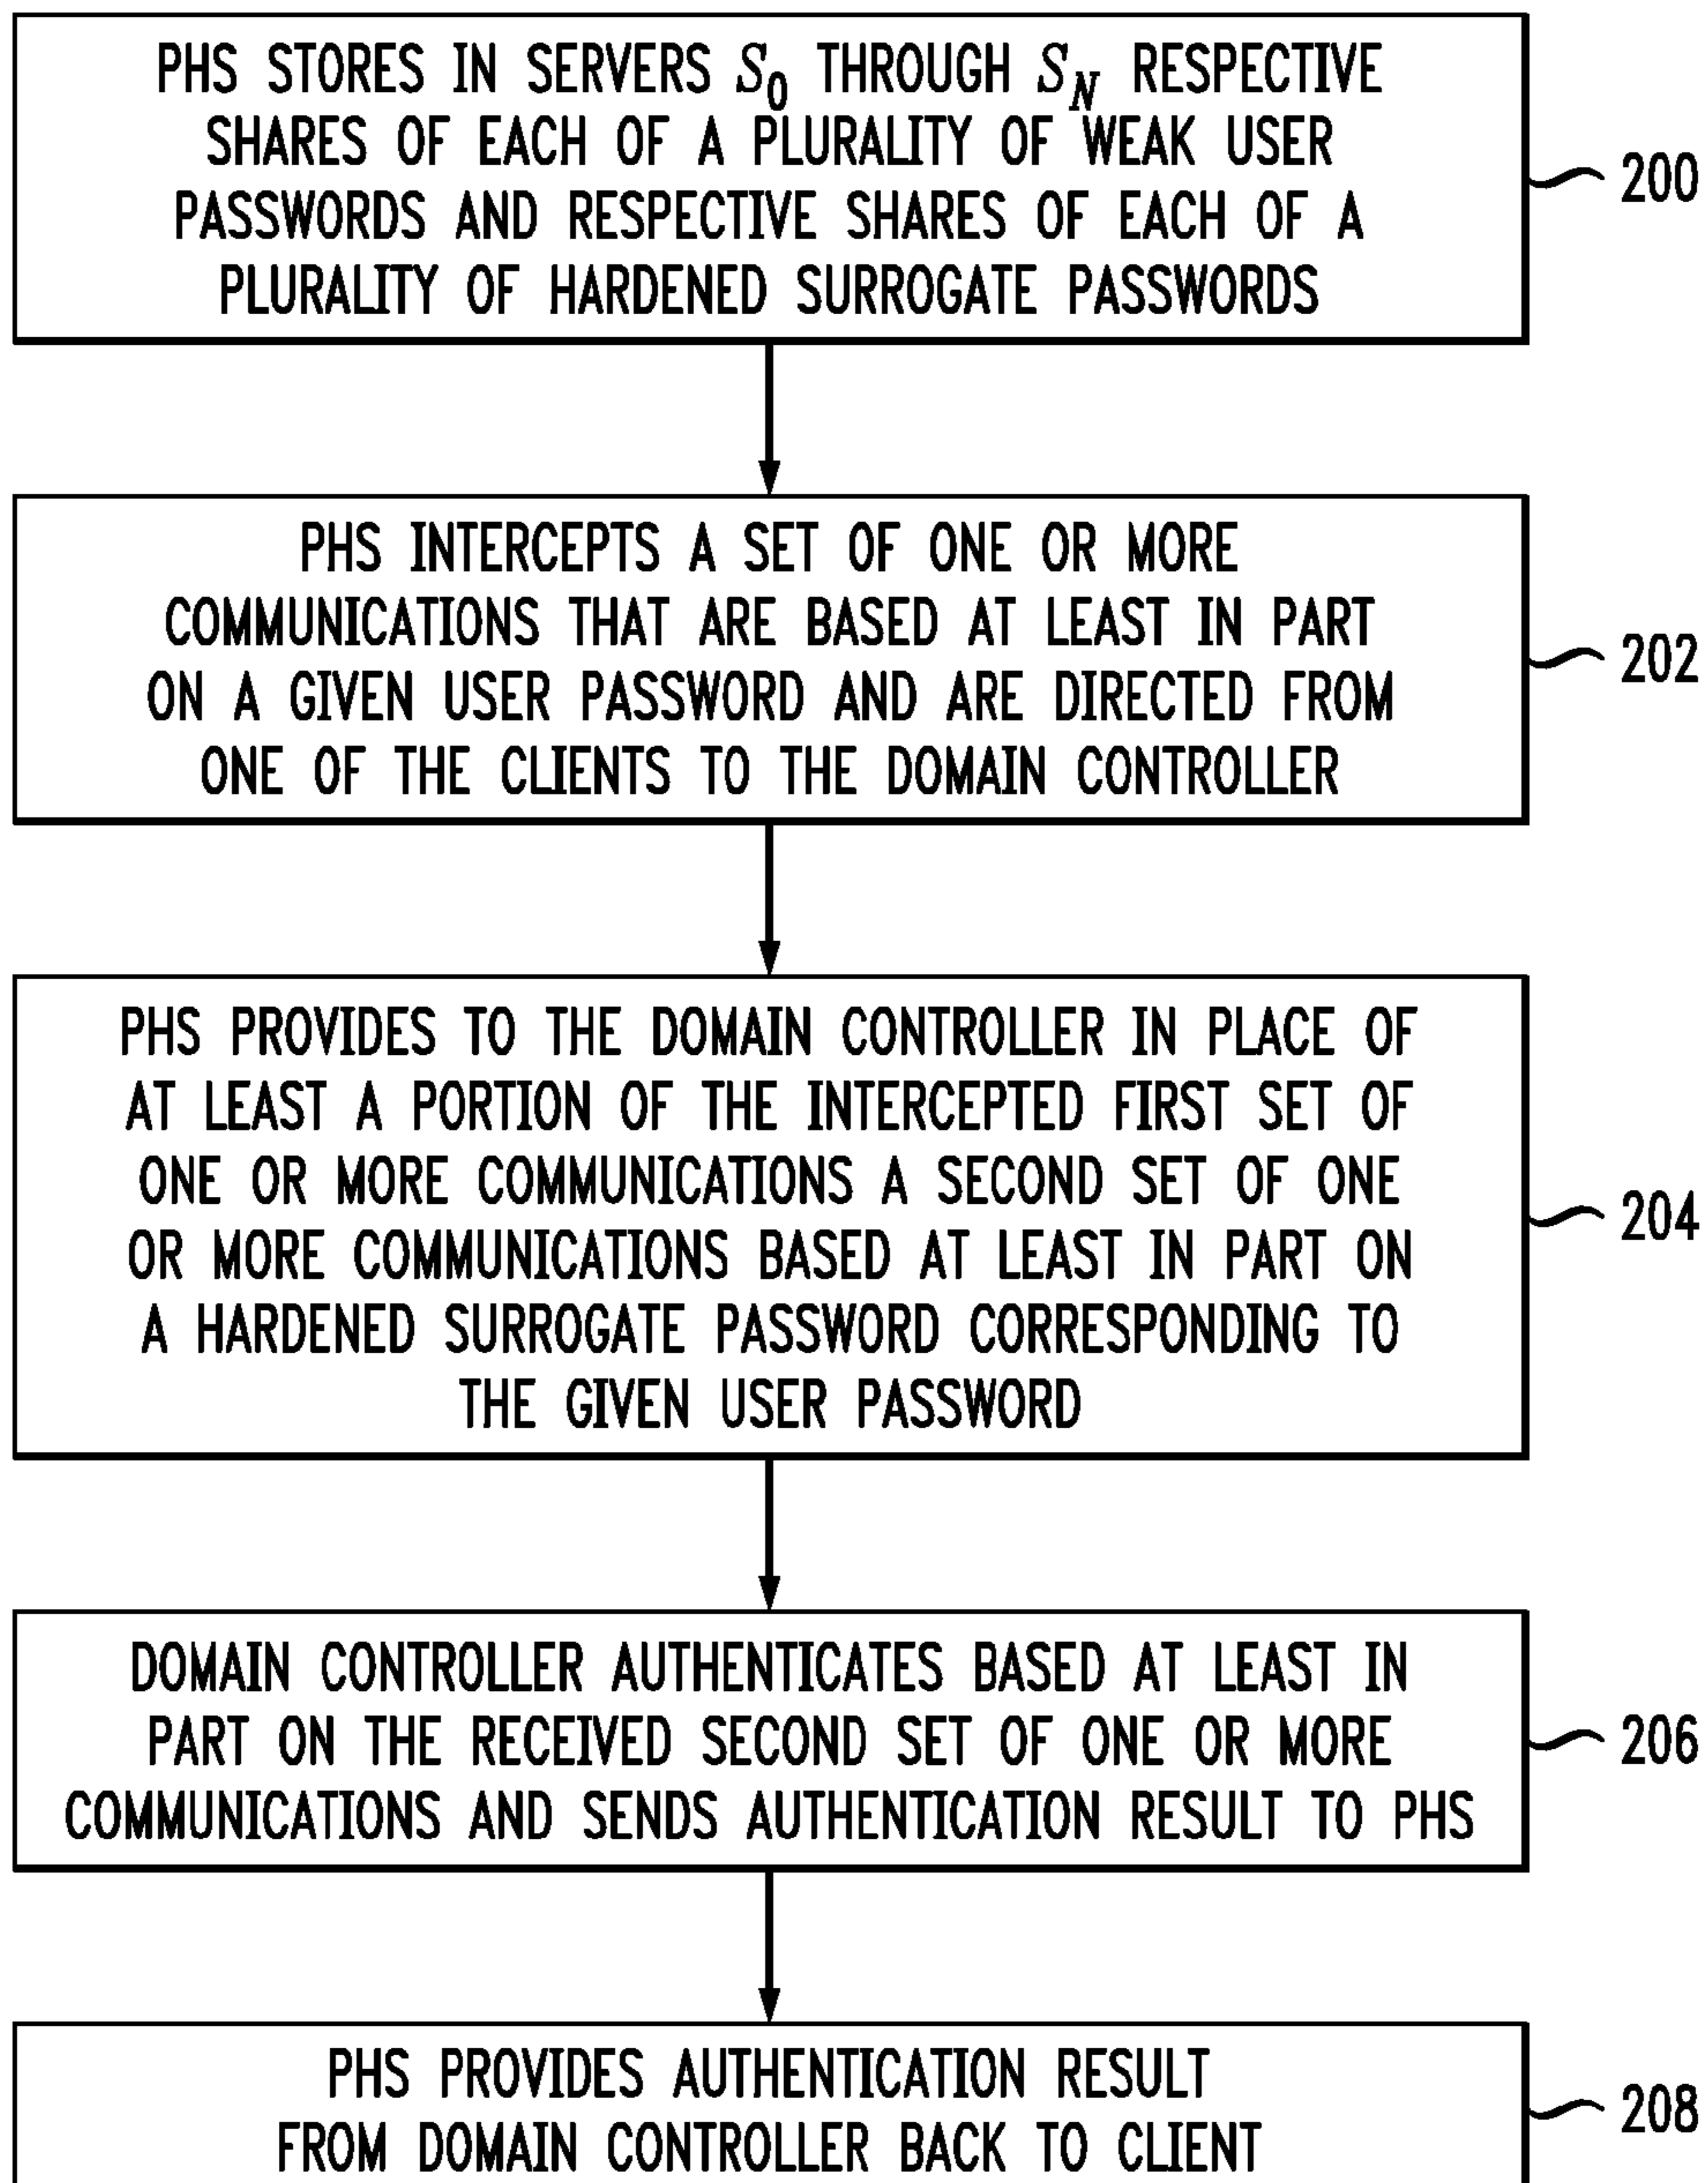 PHS STORES IN SERVERS S0 THROUGH SN RESPECTIVE
SHARES OF EACH OF A PLURALITY OF WEAK USER
PASSWORDS AND RESPECTIVE SHARES OF EACH OF A
PLURALITY OF HARDENED SURROGATE PASSWORDS
200
PHS INTERCEPTS A SET OF ONE OR MORE
COMMUNICATIONS THAT ARE BASED AT LEAST IN PART
ON A GIVEN USER PASSWORD AND ARE DIRECTED FROM
ONE OF THE CLIENTS TO THE DOMAIN CONTROLLER
202
PHS PROVIDES TO THE DOMAIN CONTROLLER IN PLACE OF
AT LEAST A PORTION OF THE INTERCEPTED FIRST SET OF
ONE OR MORE COMMUNICATIONS A SECOND SET OF ONE
OR MORE COMMUNICATIONS BASED AT LEAST IN PART ON
A HARDENED SURROGATE PASSWORD CORRESPONDING TO
THE GIVEN USER PASSWORD
204
DOMAIN CONTROLLER AUTHENTICATES BASED AT LEAST IN
PART ON THE RECEIVED SECOND SET OF ONE OR MORE
COMMUNICATIONS AND SENDS AUTHENTICATION RESULT TO PHS
206
PHS PROVIDES AUTHENTICATION RESULT
FROM DOMAIN CONTROLLER BACK TO CLIENT
208